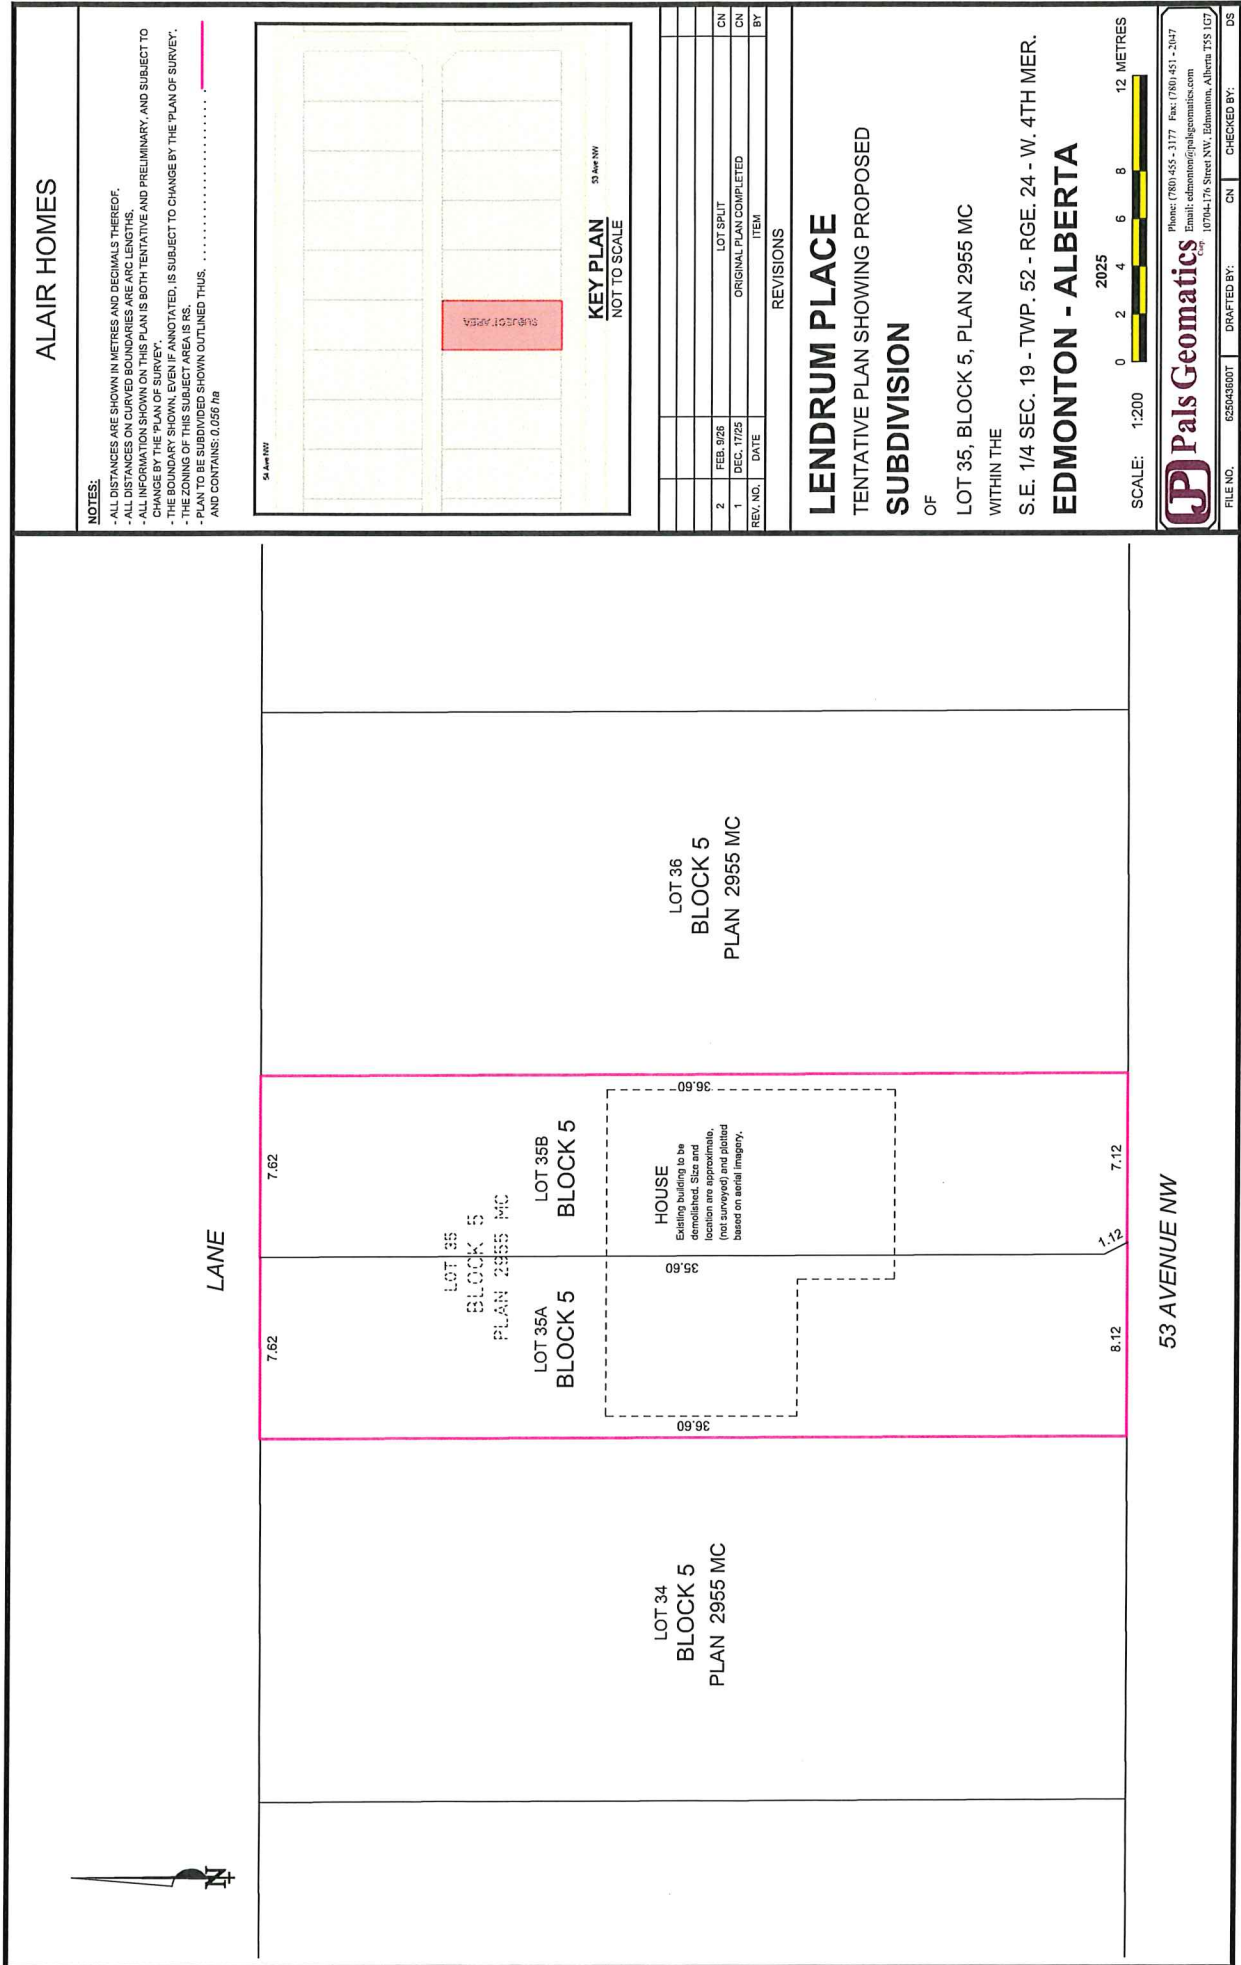 ALAIR HOMES
NOTES:
- ALL DISTANCES ARE SHOWN IN METRES AND DECIMALS THEREOF.
- ALL DISTANCES ON CURVED BOUNDARIES ARE ARC LENGTHS.
- ALL INFORMATION SHOWN ON THIS PLAN IS BOTH TENTATIVE AND PRELIMINARY, AND SUBJECT TO
CHANGE BY THE 'PLAN OF SURVEY'.
- THE BOUNDARY SHOWN, EVEN IF ANNOTATED, IS SUBJECT TO CHANGE BY THE 'PLAN OF SURVEY'.
- THE ZONING OF THIS SUBJECT AREA IS RS.
- PLAN TO BE SUBDIVIDED SHOWN OUTLINED THUS, . . . . . . . . . . . . . . . . . . . . . . . . . . . . . .
AND CONTAINS: 0.056 ha
54 Ave NW
SUBJECT AREA
53 Ave NW
KEY PLAN
NOT TO SCALE
2 FEB. 9/26 LOT SPLIT CN
1 DEC. 17/25 ORIGINAL PLAN COMPLETED CN
REV. NO. DATE ITEM BY
REVISIONS
LENDRUM PLACE
TENTATIVE PLAN SHOWING PROPOSED
SUBDIVISION
OF
LOT 35, BLOCK 5, PLAN 2955 MC
WITHIN THE
S.E. 1/4 SEC. 19 - TWP. 52 - RGE. 24 - W. 4TH MER.
EDMONTON - ALBERTA
2025
SCALE: 1:200 0 2 4 6 8 12 METRES
Pals Geomatics Corp.
Phone: (780) 455 - 3177 Fax: (780) 451 - 2047
Email: edmonton@palsgeomatics.com
10704-176 Street NW, Edmonton, Alberta T5S 1G7
FILE NO. 62504360OT DRAFTED BY: CN CHECKED BY: DS
N
LANE
7.62
7.62
LOT 35
BLOCK 5
PLAN 2955 MC
LOT 35A
BLOCK 5
LOT 35B
BLOCK 5
LOT 34
BLOCK 5
PLAN 2955 MC
36.60
35.60
HOUSE
Existing building to be
demolished. Size and
location are approximate,
(not surveyed) and plotted
based on aerial imagery.
36.60
LOT 36
BLOCK 5
PLAN 2955 MC
8.12
1.12
7.12
53 AVENUE NW